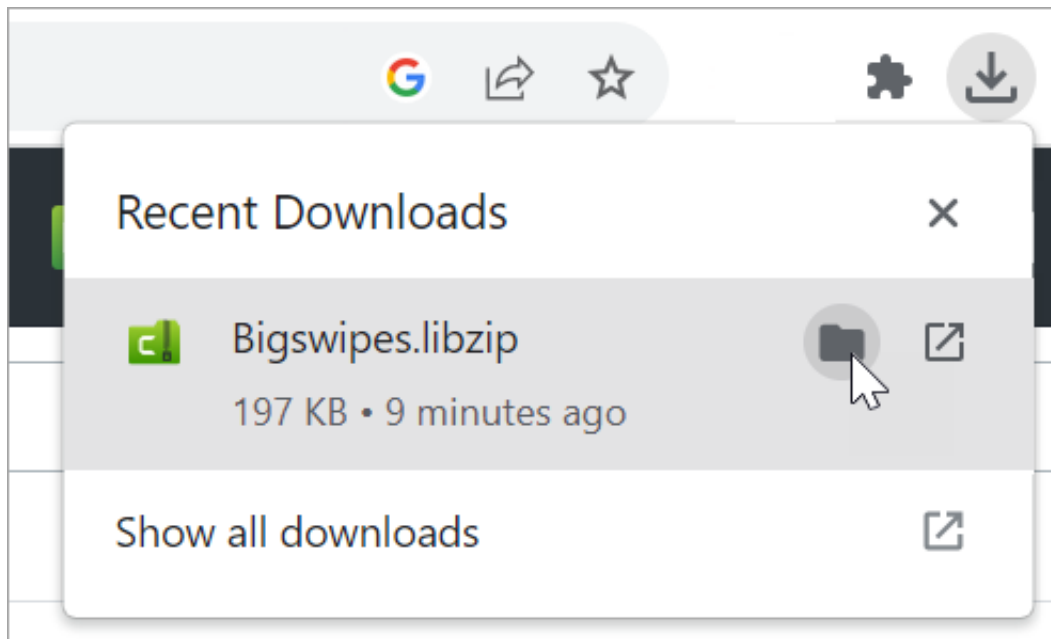 Recent Downloads
Bigswipes.libzip
197 KB • 9 minutes ago
Show all downloads